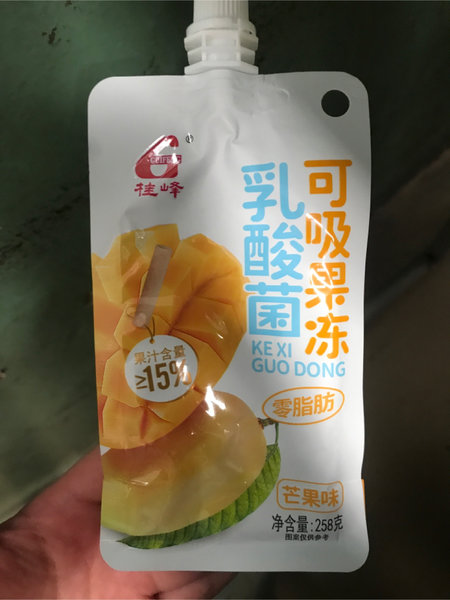 GUIFENG
桂峰
可吸果冻
乳酸菌
KE XI
GUO DONG
果汁含量
≥15%
零脂肪
芒果味
净含量:258克
图案仅供参考